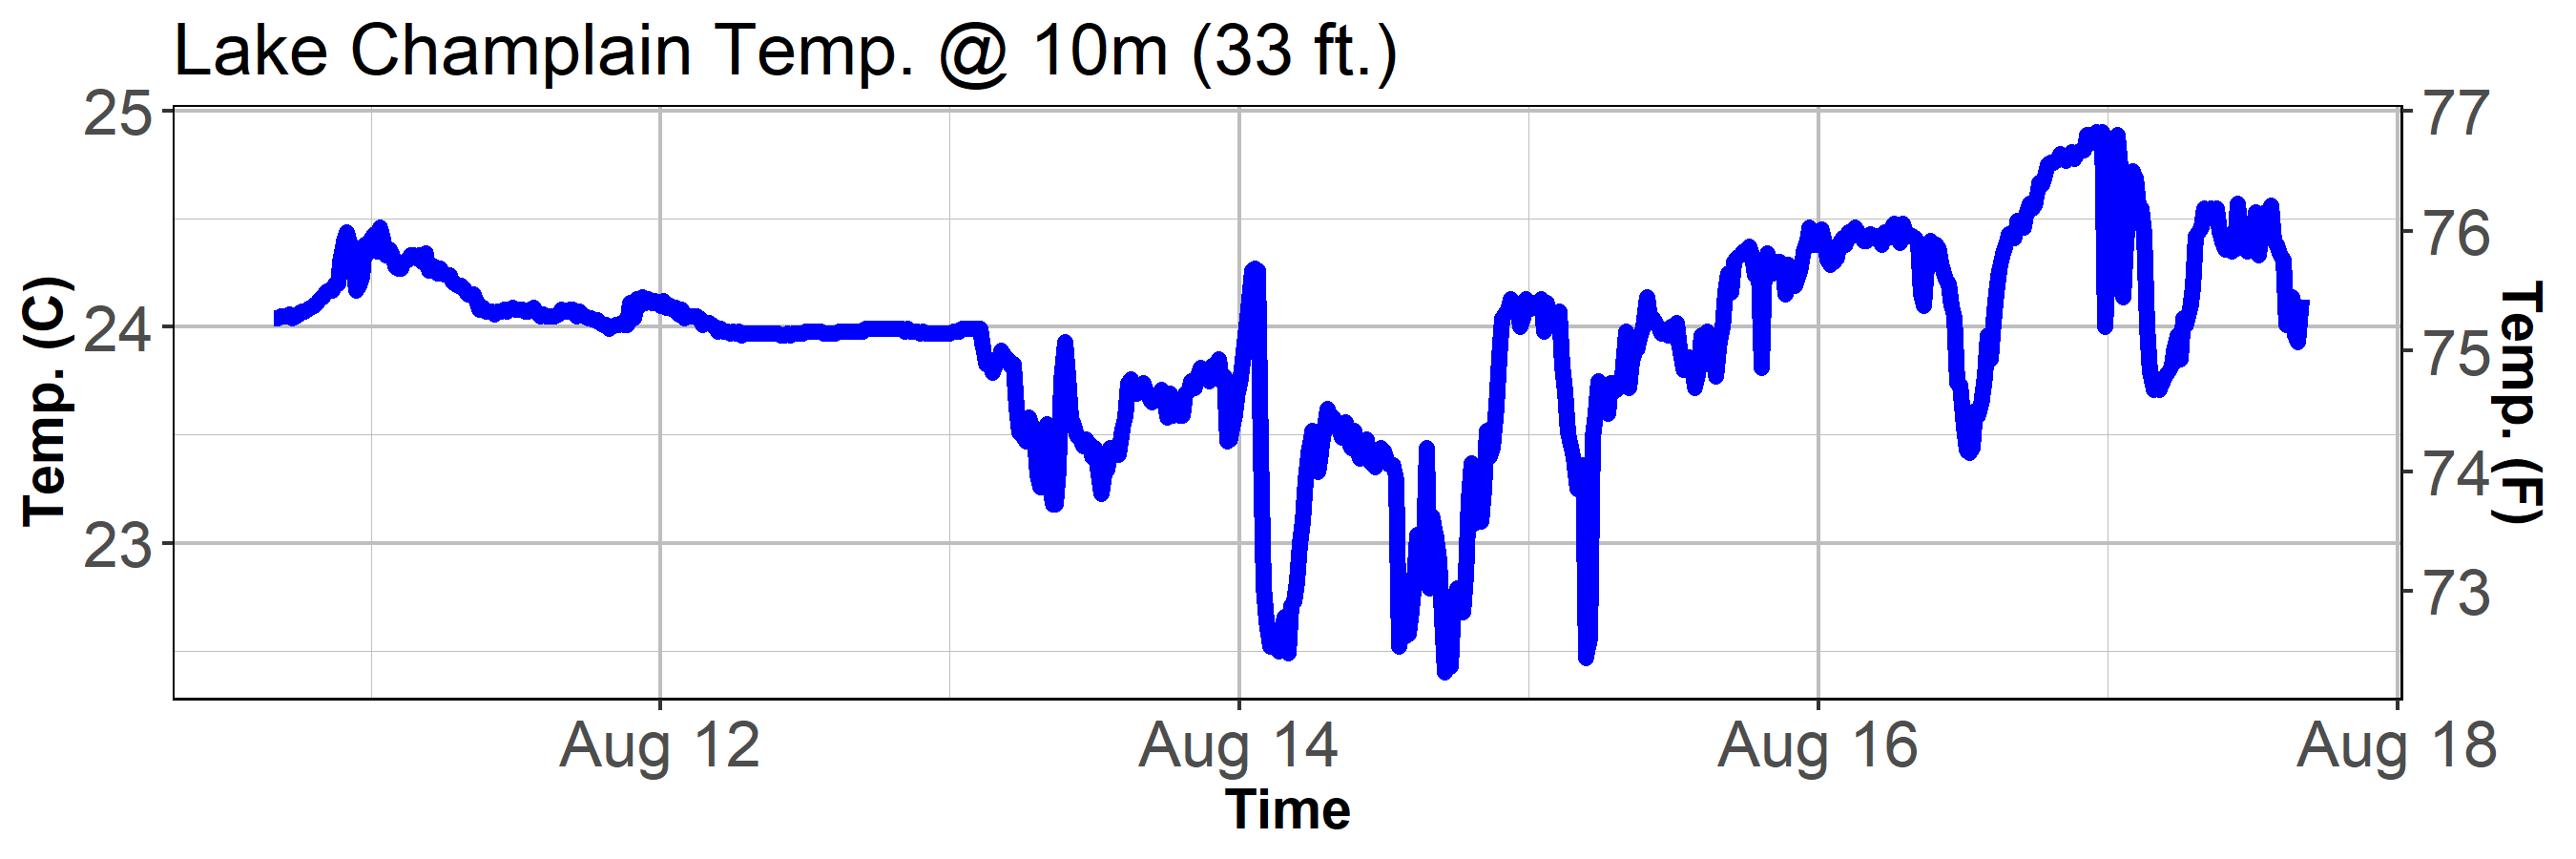 Lake Champlain Temp. @ 10m (33 ft.)
25
24
23
Temp. (C)
77
76
75
74
73
Temp. (F)
Aug 12 Aug 14 Aug 16 Aug 18
Time